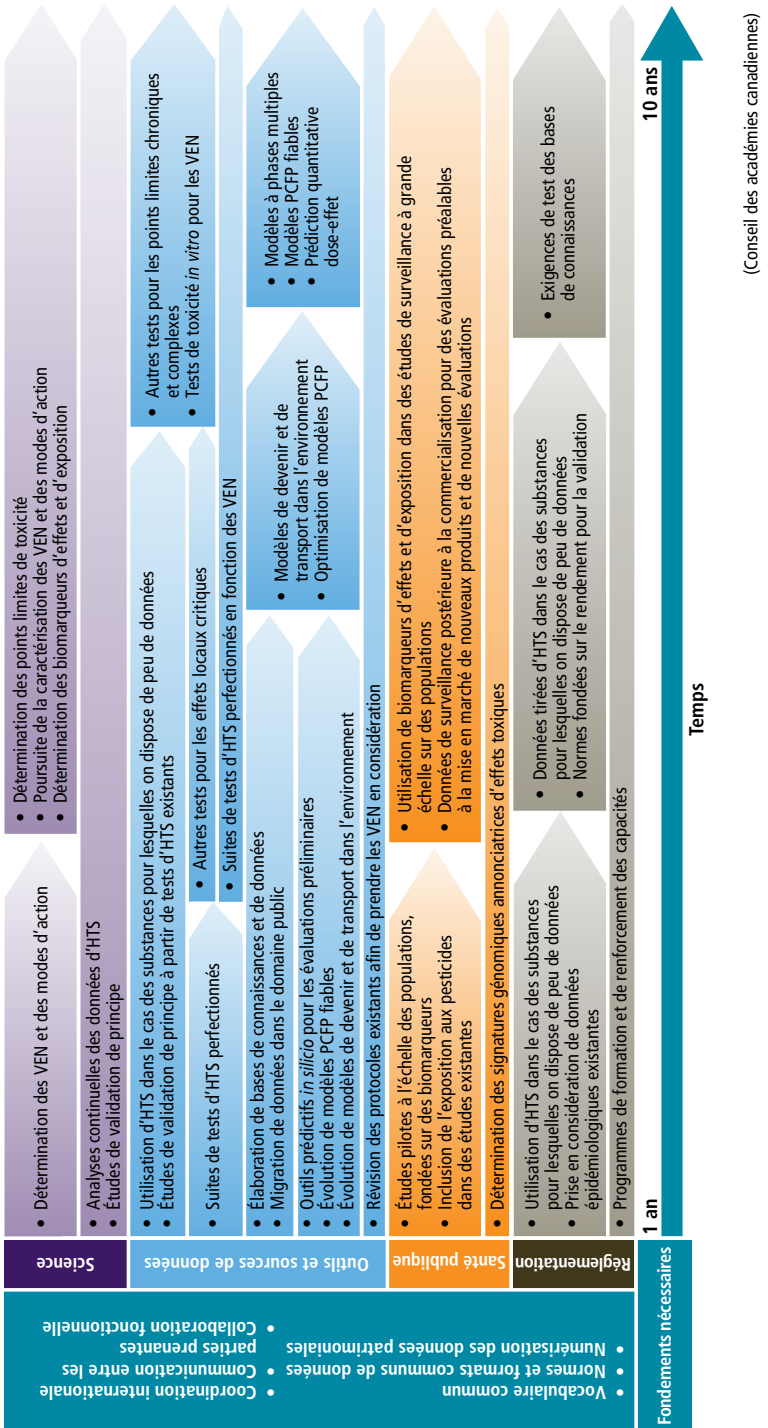 Science
• Détermination des VEN et des modes d'action
• Détermination des points limites de toxicité
• Poursuite de la caractérisation des VEN et des modes d'action
• Détermination des biomarqueurs d'effets et d'exposition
• Analyses continuelles des données d'HTS
• Études de validation de principe
Outils et sources de données
• Utilisation d'HTS dans le cas des substances pour lesquelles on dispose de peu de données
• Études de validation de principe à partir de tests d'HTS existants
• Autres tests pour les points limites chroniques
et complexes
• Tests de toxicité in vitro pour les VEN
• Suites de tests d'HTS perfectionnés
• Autres tests pour les effets locaux critiques
• Suites de tests d'HTS perfectionnés en fonction des VEN
• Élaboration de bases de connaissances et de données
• Migration de données dans le domaine public
• Outils prédictifs in silicio pour les évaluations préliminaires
• Évolution de modèles PCFP fiables
• Évolution de modèles de devenir et de transport dans l'environnement
• Modèles de devenir et de
transport dans l'environnement
• Optimisation de modèles PCFP
• Modèles à phases multiples
• Modèles PCFP fiables
• Prédiction quantitative
dose-effet
• Révision des protocoles existants afin de prendre les VEN en considération
Santé publique
• Études pilotes à l'échelle des populations,
fondées sur des biomarqueurs
• Inclusion de l'exposition aux pesticides
dans des études existantes
• Utilisation de biomarqueurs d'effets et d'exposition dans des études de surveillance à grande
échelle sur des populations
• Données de surveillance postérieure à la commercialisation pour des évaluations préalables
à la mise en marché de nouveaux produits et de nouvelles évaluations
• Détermination des signatures génomiques annonciatrices d'effets toxiques
Réglementation
• Utilisation d'HTS dans le cas des substances
pour lesquelles on dispose de peu de données
• Prise en considération de données
épidémiologiques existantes
• Données tirées d'HTS dans le cas des substances
pour lesquelles on dispose de peu de données
• Normes fondées sur le rendement pour la validation
• Exigences de test des bases
de connaissances
• Programmes de formation et de renforcement des capacités
Fondements nécessaires
• Vocabulaire commun
• Normes et formats communs de données
• Numérisation des données patrimoniales
• Coordination internationale
• Communication entre les
parties prenantes
• Collaboration fonctionnelle
1 an
10 ans
Temps
(Conseil des académies canadiennes)